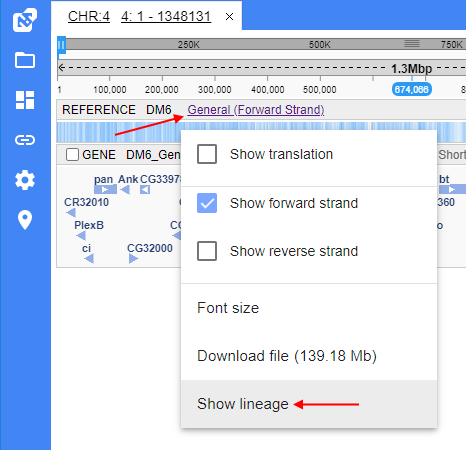 CHR:4 4: 1 - 1348131 ×
250K 500K 750K
1.3Mbp
1 100,000 200,000 300,000 400,000 500,000 674,066 8
REFERENCE DM6 General (Forward Strand)
GENE DM6_Gen Short
pan Ank CG3397 bt
CR32010 360
PlexB CG o
ci CG32000 C
Show translation
Show forward strand
Show reverse strand
Font size
Download file (139.18 Mb)
Show lineage